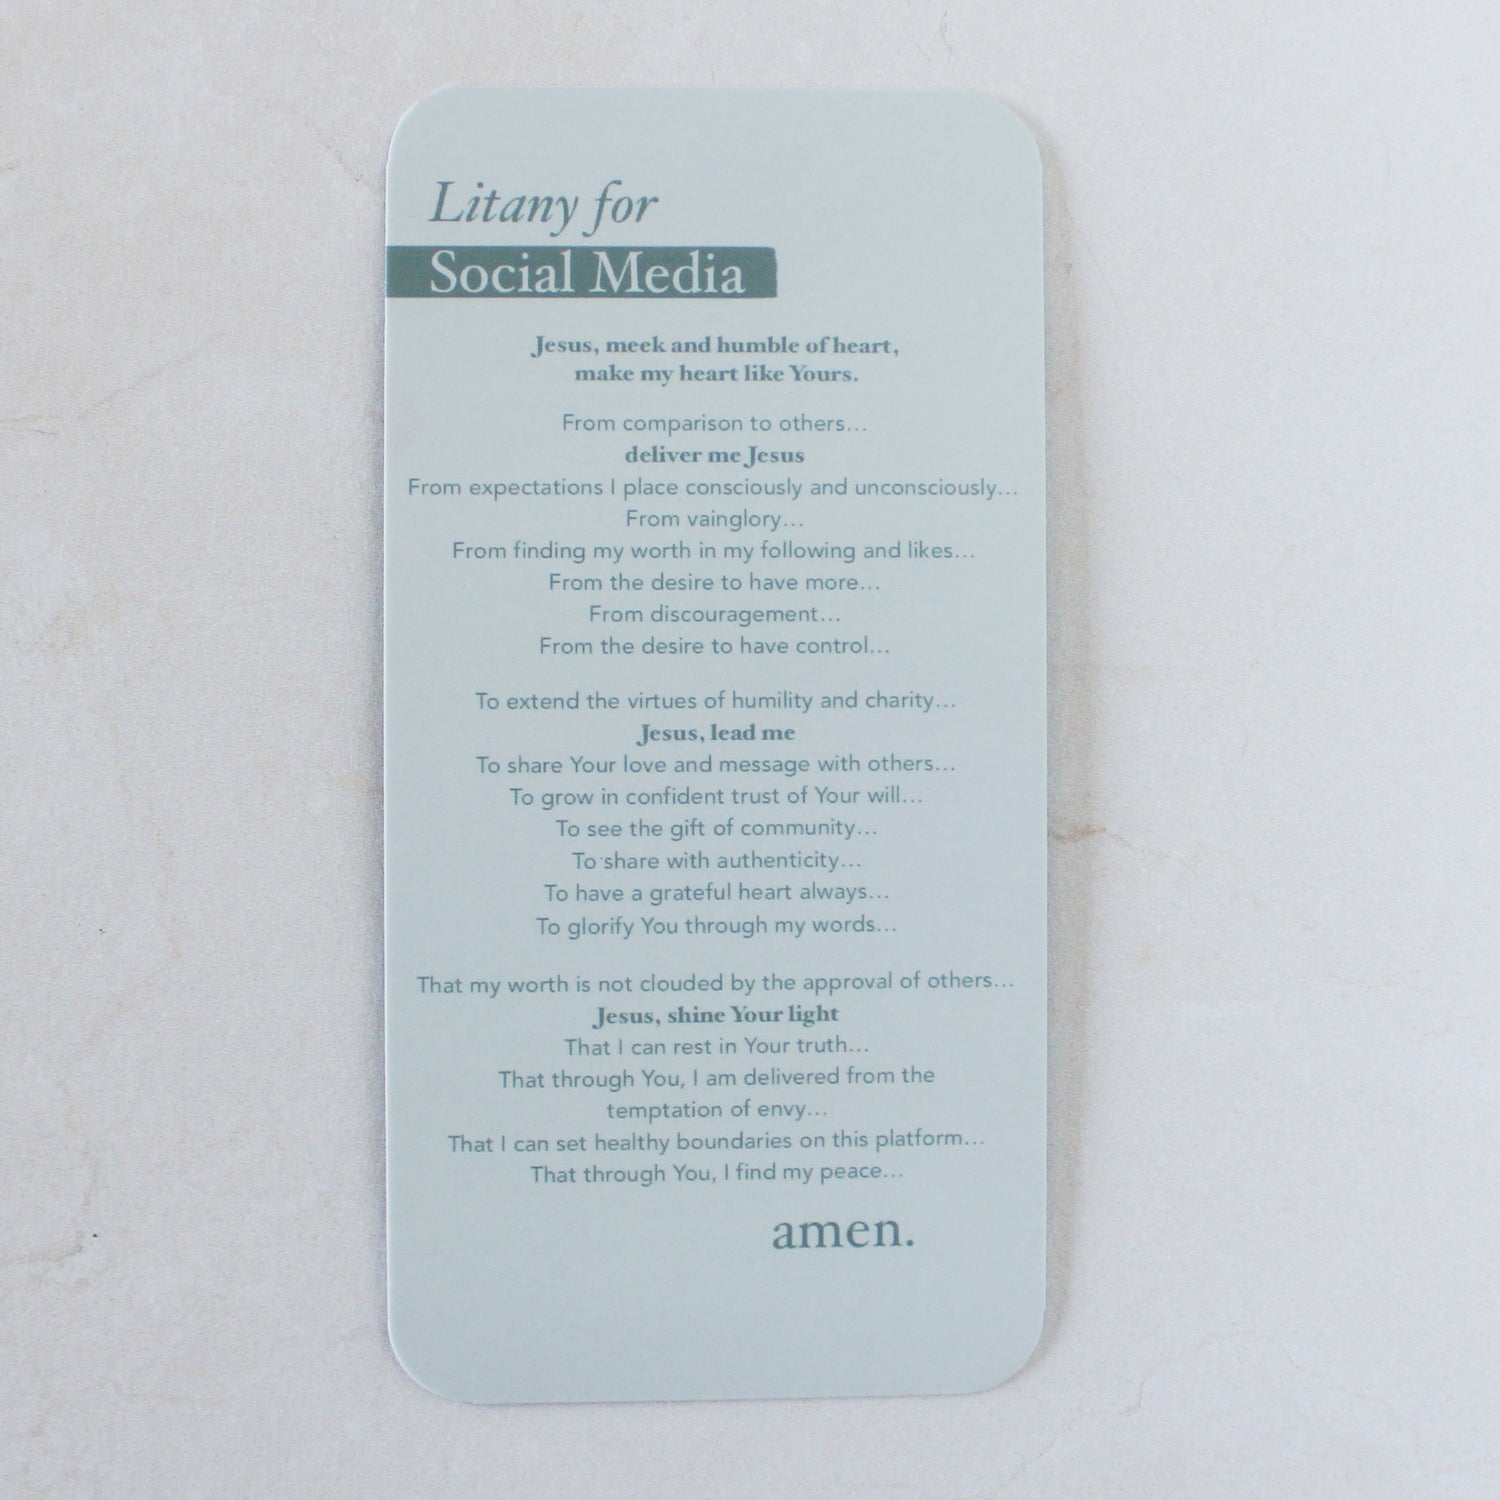 Litany for
Social Media
Jesus, meek and humble of heart,
make my heart like Yours.
From comparison to others...
deliver me Jesus
From expectations I place consciously and unconsciously...
From vainglory...
From finding my worth in my following and likes...
From the desire to have more...
From discouragement...
From the desire to have control...
To extend the virtues of humility and charity...
Jesus, lead me
To share Your love and message with others...
To grow in confident trust of Your will...
To see the gift of community...
To share with authenticity...
To have a grateful heart always...
To glorify You through my words...
That my worth is not clouded by the approval of others...
Jesus, shine Your light
That I can rest in Your truth...
That through You, I am delivered from the
temptation of envy...
That I can set healthy boundaries on this platform...
That through You, I find my peace...
amen.